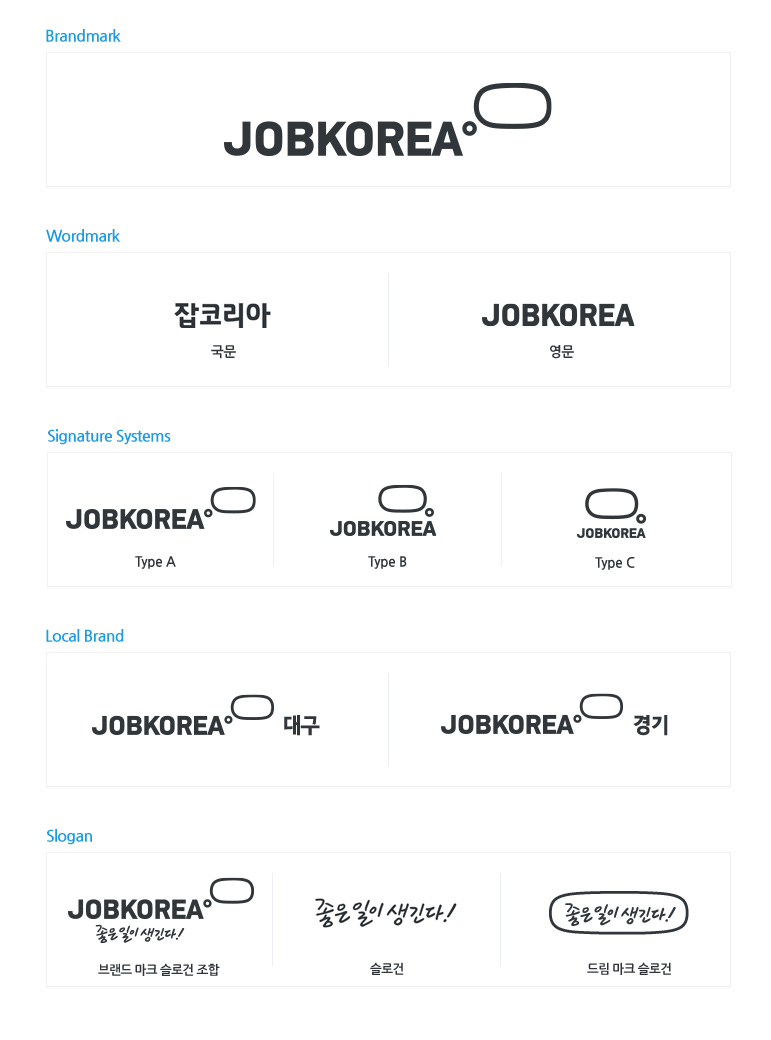 Brandmark
JOBKOREA
Wordmark
잡코리아
JOBKOREA
국문
영문
Signature Systems
JOBKOREA
JOBKOREA
JOBKOREA
Type A
Type B
Type C
Local Brand
JOBKOREA 대구
JOBKOREA 경기
Slogan
JOBKOREA
좋은 일이 생긴다!
좋은 일이 생긴다!
좋은 일이 생긴다!
브랜드 마크 슬로건 조합
슬로건
드림 마크 슬로건